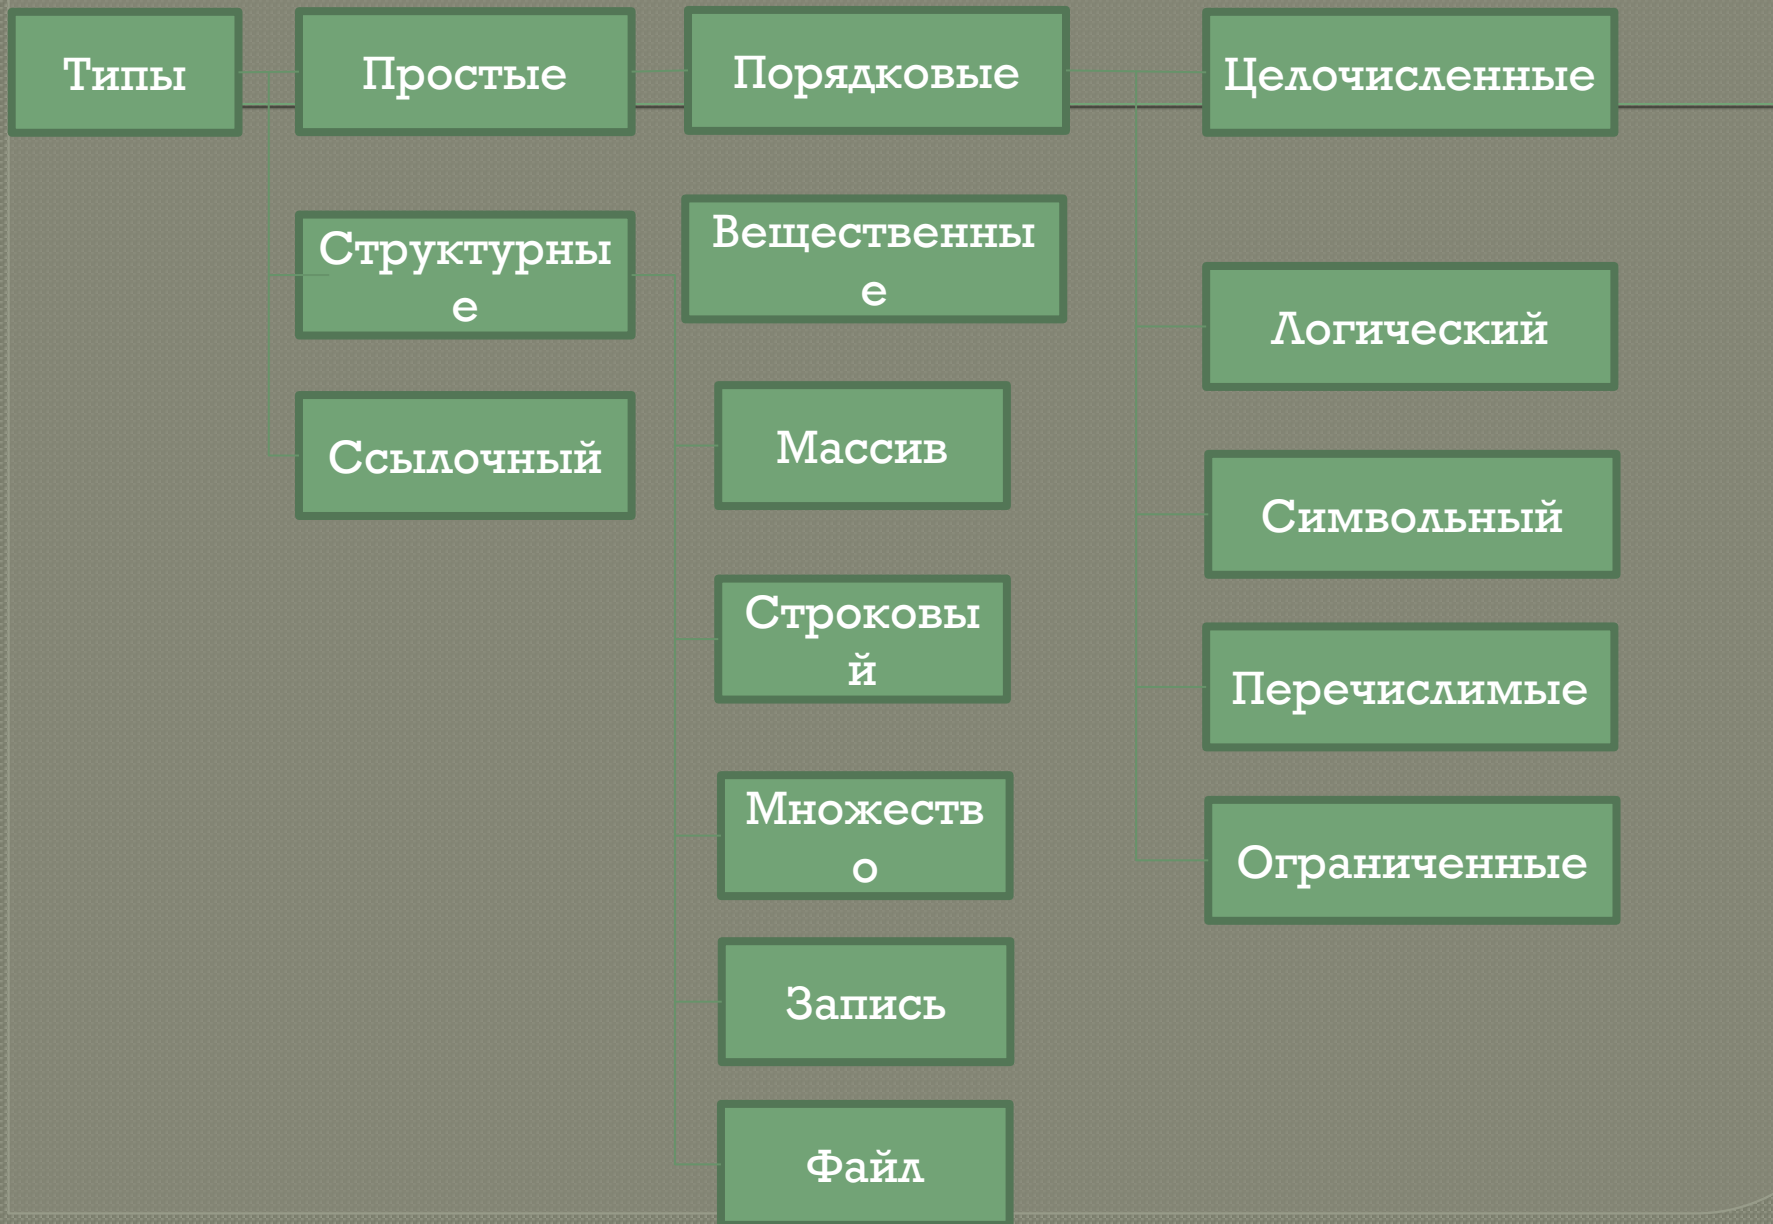 Типы
Простые
Порядковые
Целочисленные
Структурны
е
Вещественны
е
Логический
Ссылочный
Массив
Символьный
Строковы
й
Перечислимые
Множеств
о
Ограниченные
Запись
Файл